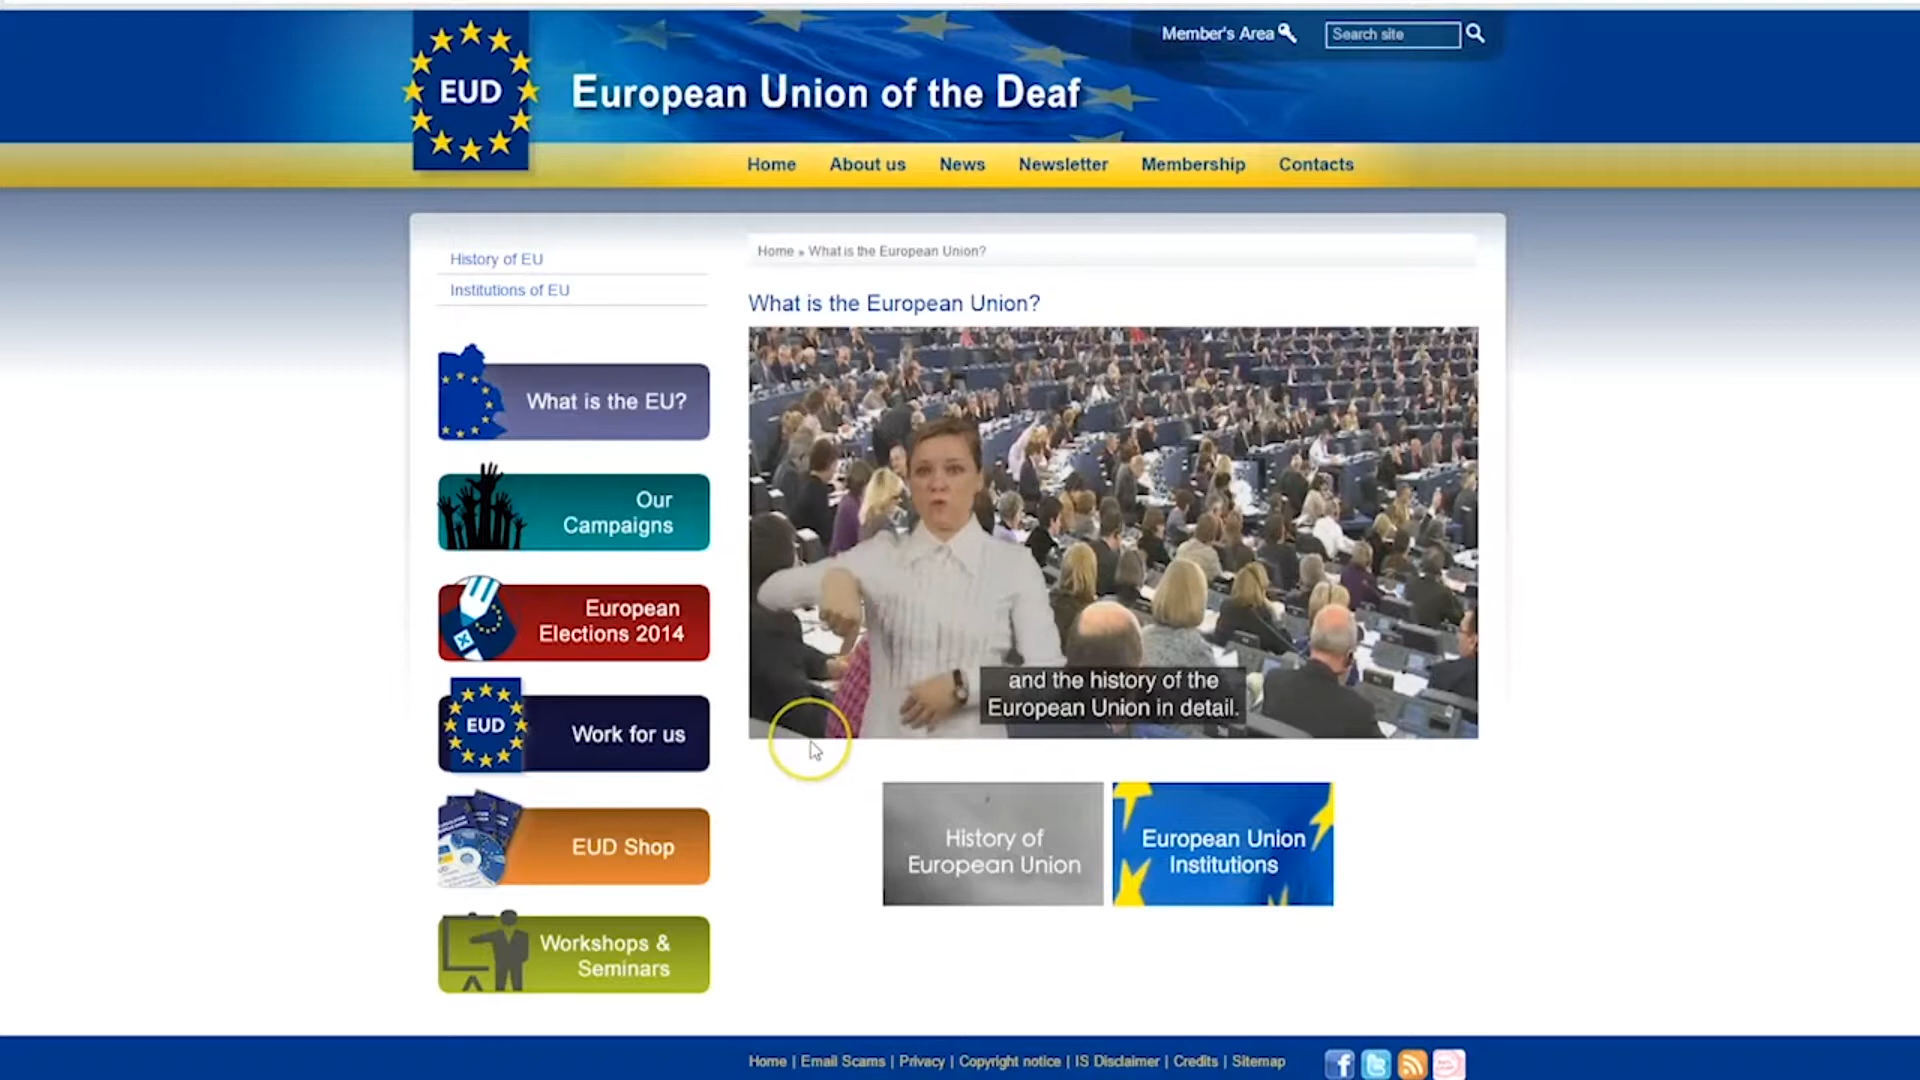 Member's Area
Search site
EUD
European Union of the Deaf
Home
About us
News
Newsletter
Membership
Contacts
History of EU
Institutions of EU
Home » What is the European Union?
What is the European Union?
What is the EU?
Our
Campaigns
European
Elections 2014
EUD
Work for us
EUD Shop
Workshops &
Seminars
and the history of the
European Union in detail.
History of
European Union
European Union
Institutions
Home | Email Scams | Privacy | Copyright notice | IS Disclaimer | Credits | Sitemap